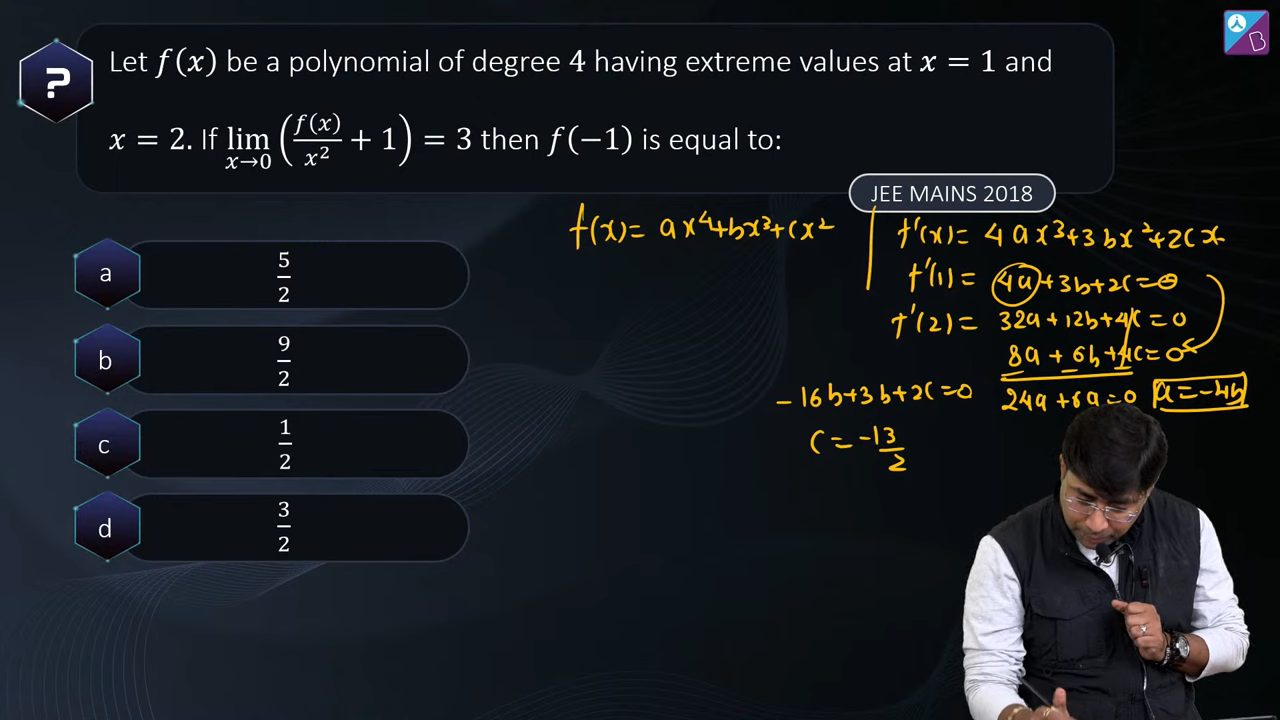 ?
Let f(x) be a polynomial of degree 4 having extreme values at x = 1 and
x = 2. If lim x→0 (f(x)/x² + 1) = 3 then f(−1) is equal to:
JEE MAINS 2018
a 5/2
b 9/2
c 1/2
d 3/2
f(x) = ax⁴+bx³+cx²
f'(x) = 4ax³+3bx²+2cx
f'(1) = 4a+3b+2c=0
f'(2) = 32a+12b+4c=0
8a+6b+4c=0
24a+6a=0 a=-4b
-16b+3b+2c=0
c=-13/2
B